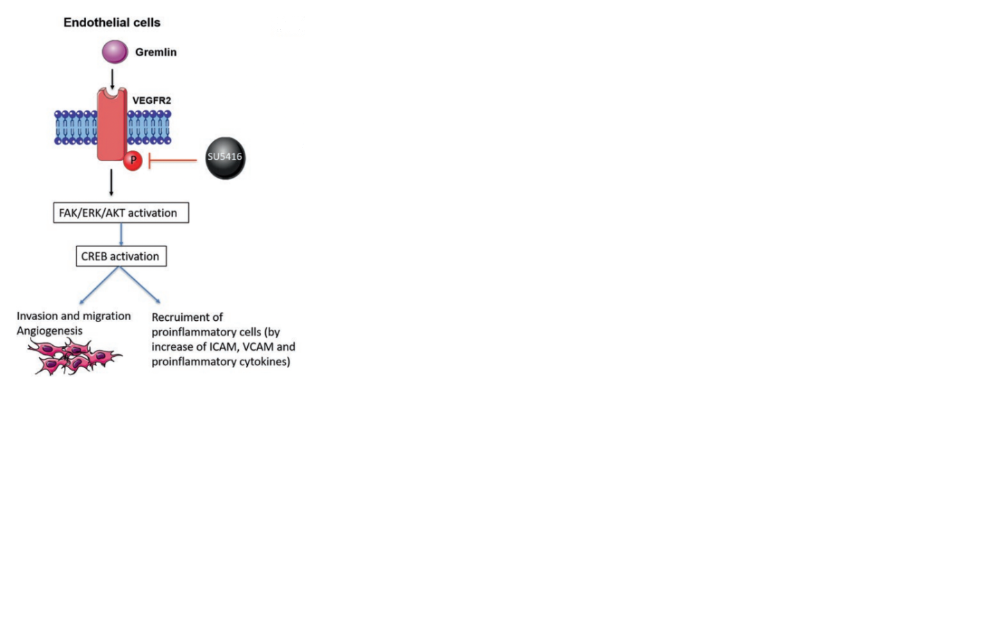 Endothelial cells
Gremlin
VEGFR2
P
SU5416
FAK/ERK/AKT activation
CREB activation
Invasion and migration
Angiogenesis
Recruiment of
proinflammatory cells (by
increase of ICAM, VCAM and
proinflammatory cytokines)